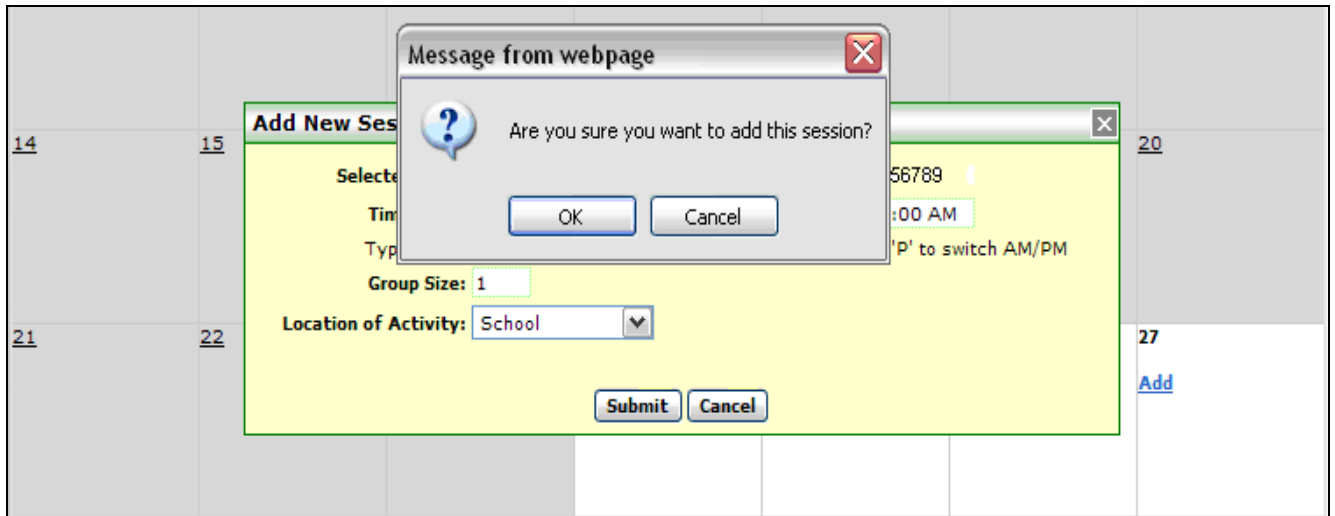 Message from webpage
Are you sure you want to add this session?
OK Cancel
Add New Ses
14 15 20
Selecte 56789
Tim :00 AM
Typ 'P' to switch AM/PM
Group Size: 1
Location of Activity: School
21 22 27
Add
Submit Cancel